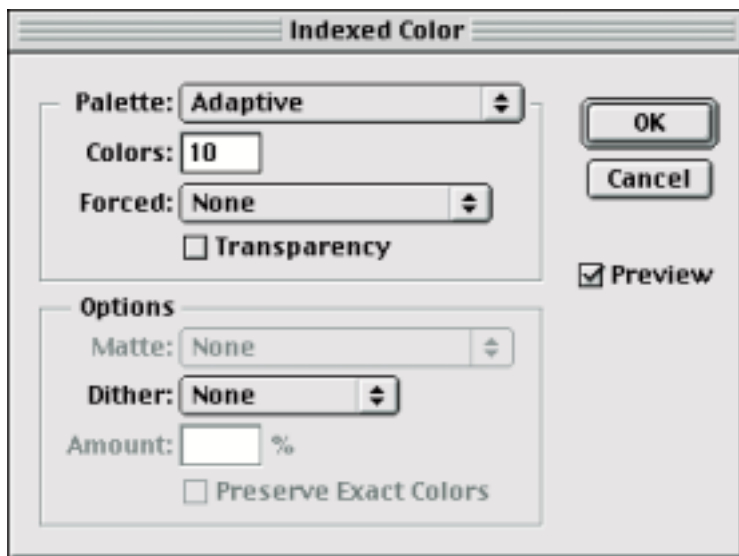 Indexed Color
Palette: Adaptive
Colors: 10
Forced: None
Transparency
OK
Cancel
Preview
Options
Matte: None
Dither: None
Amount: %
Preserve Exact Colors